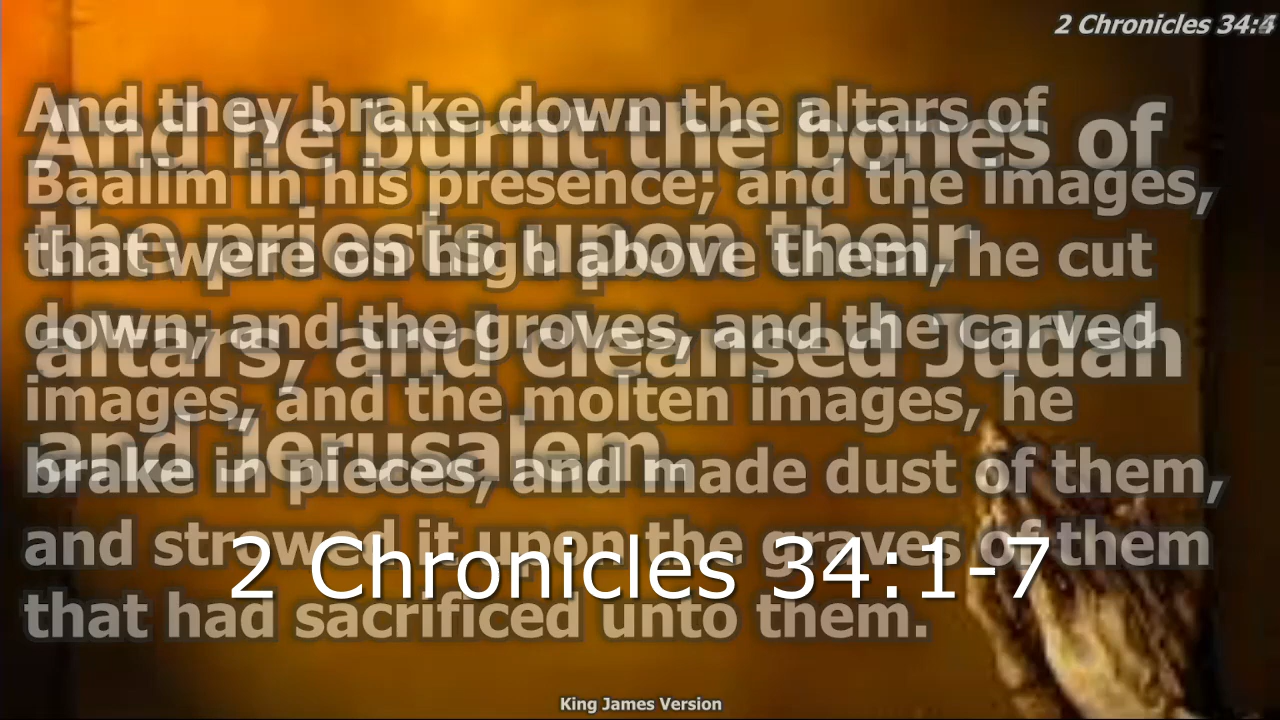 2 Chronicles 34:4
And they brake down the altars of
Baalim in his presence; and the images,
that were on high above them, he cut
down; and the groves, and the carved
images, and the molten images, he
brake in pieces, and made dust of them,
and strowed it upon the graves of them
that had sacrificed unto them.
And he burnt the bones of
the priests upon their
altars, and cleansed Judah
and Jerusalem.
2 Chronicles 34:1-7
King James Version